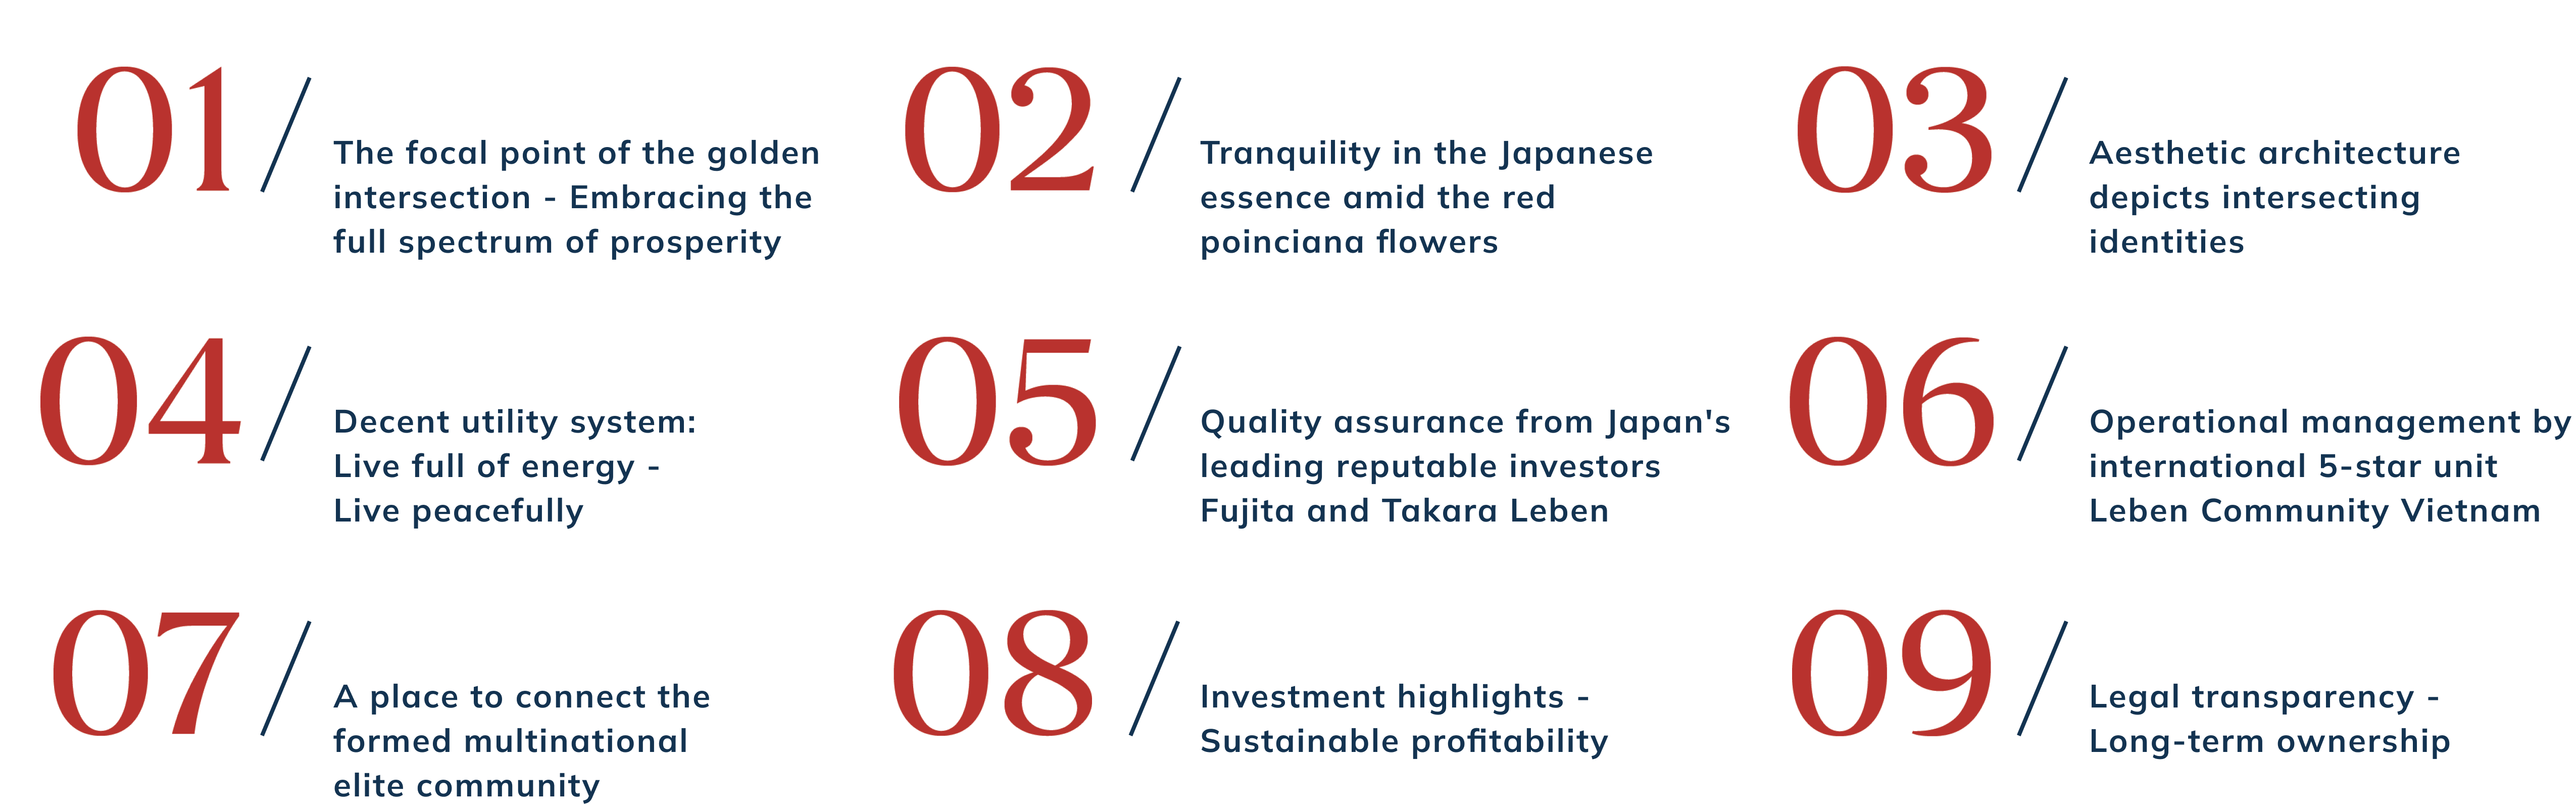 01
The focal point of the golden
intersection - Embracing the
full spectrum of prosperity
02
Tranquility in the Japanese
essence amid the red
poinciana flowers
03
Aesthetic architecture
depicts intersecting
identities
04
Decent utility system:
Live full of energy -
Live peacefully
05
Quality assurance from Japan's
leading reputable investors
Fujita and Takara Leben
06
Operational management by
international 5-star unit
Leben Community Vietnam
07
A place to connect the
formed multinational
elite community
08
Investment highlights -
Sustainable profitability
09
Legal transparency -
Long-term ownership